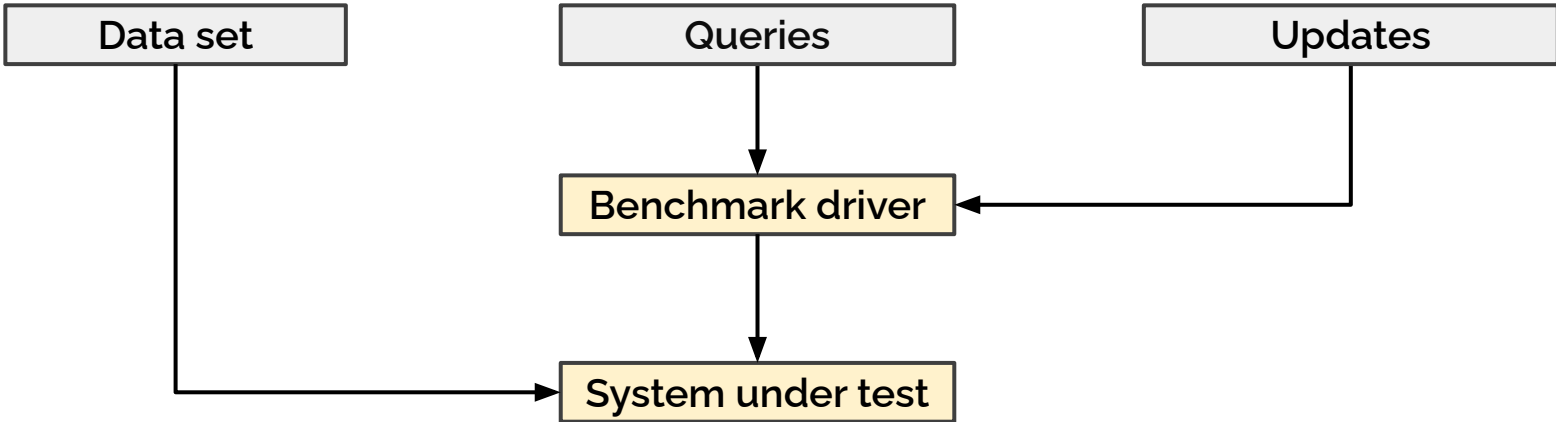 Data set
Queries
Updates
Benchmark driver
System under test